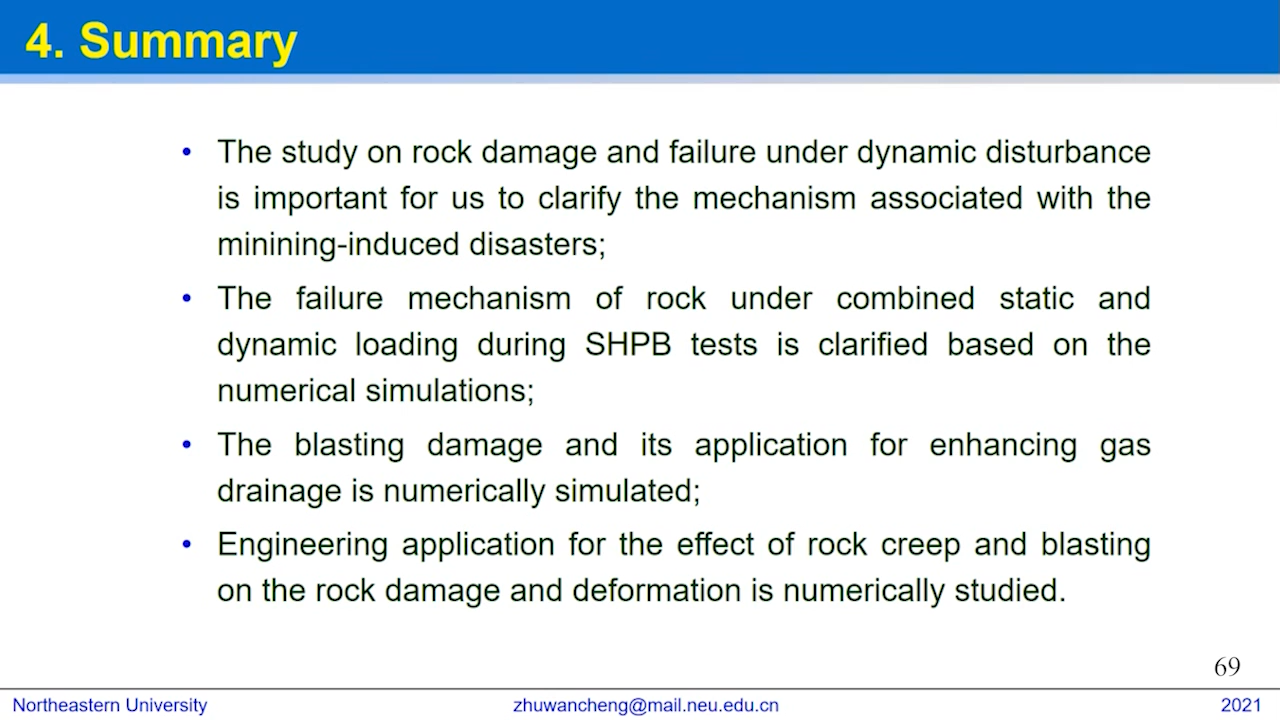 4. Summary
• The study on rock damage and failure under dynamic disturbance
is important for us to clarify the mechanism associated with the
minining-induced disasters;
• The failure mechanism of rock under combined static and
dynamic loading during SHPB tests is clarified based on the
numerical simulations;
• The blasting damage and its application for enhancing gas
drainage is numerically simulated;
• Engineering application for the effect of rock creep and blasting
on the rock damage and deformation is numerically studied.
69
Northeastern University zhuwancheng@mail.neu.edu.cn 2021